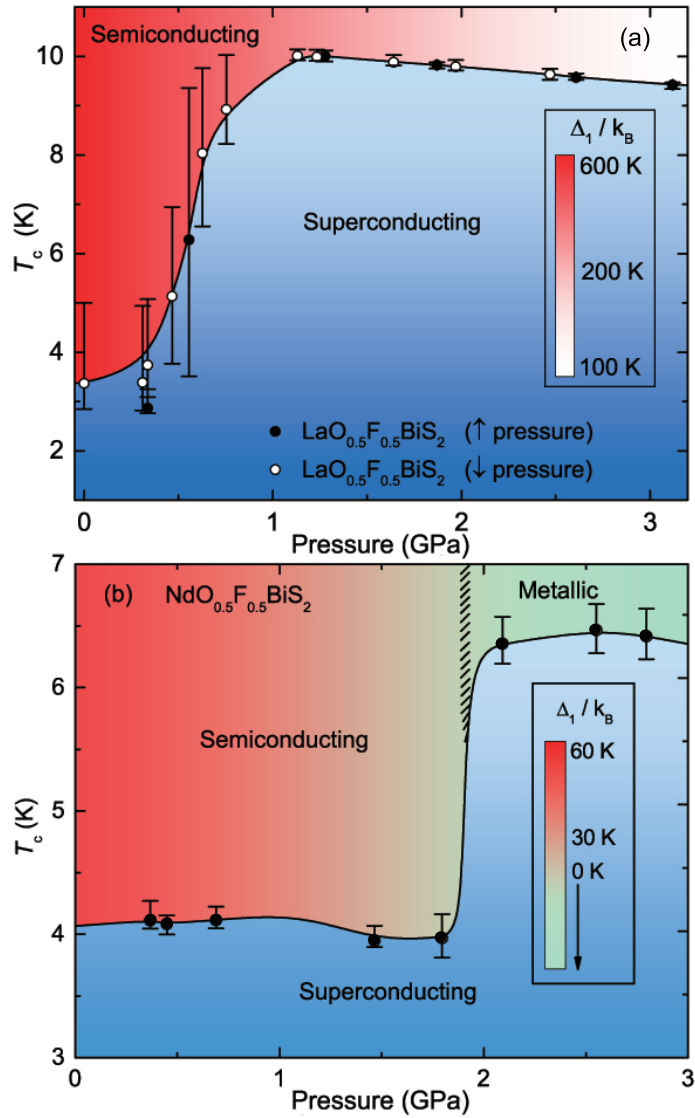 Semiconducting
(a)
10
8
6
4
2
T_c (K)
Superconducting
Δ₁ / k_B
600 K
200 K
100 K
LaO₀.₅F₀.₅BiS₂ (↑ pressure)
LaO₀.₅F₀.₅BiS₂ (↓ pressure)
0 1 2 3
Pressure (GPa)
(b) NdO₀.₅F₀.₅BiS₂
Metallic
7
6
5
4
3
T_c (K)
Semiconducting
Δ₁ / k_B
60 K
30 K
0 K
Superconducting
0 1 2 3
Pressure (GPa)